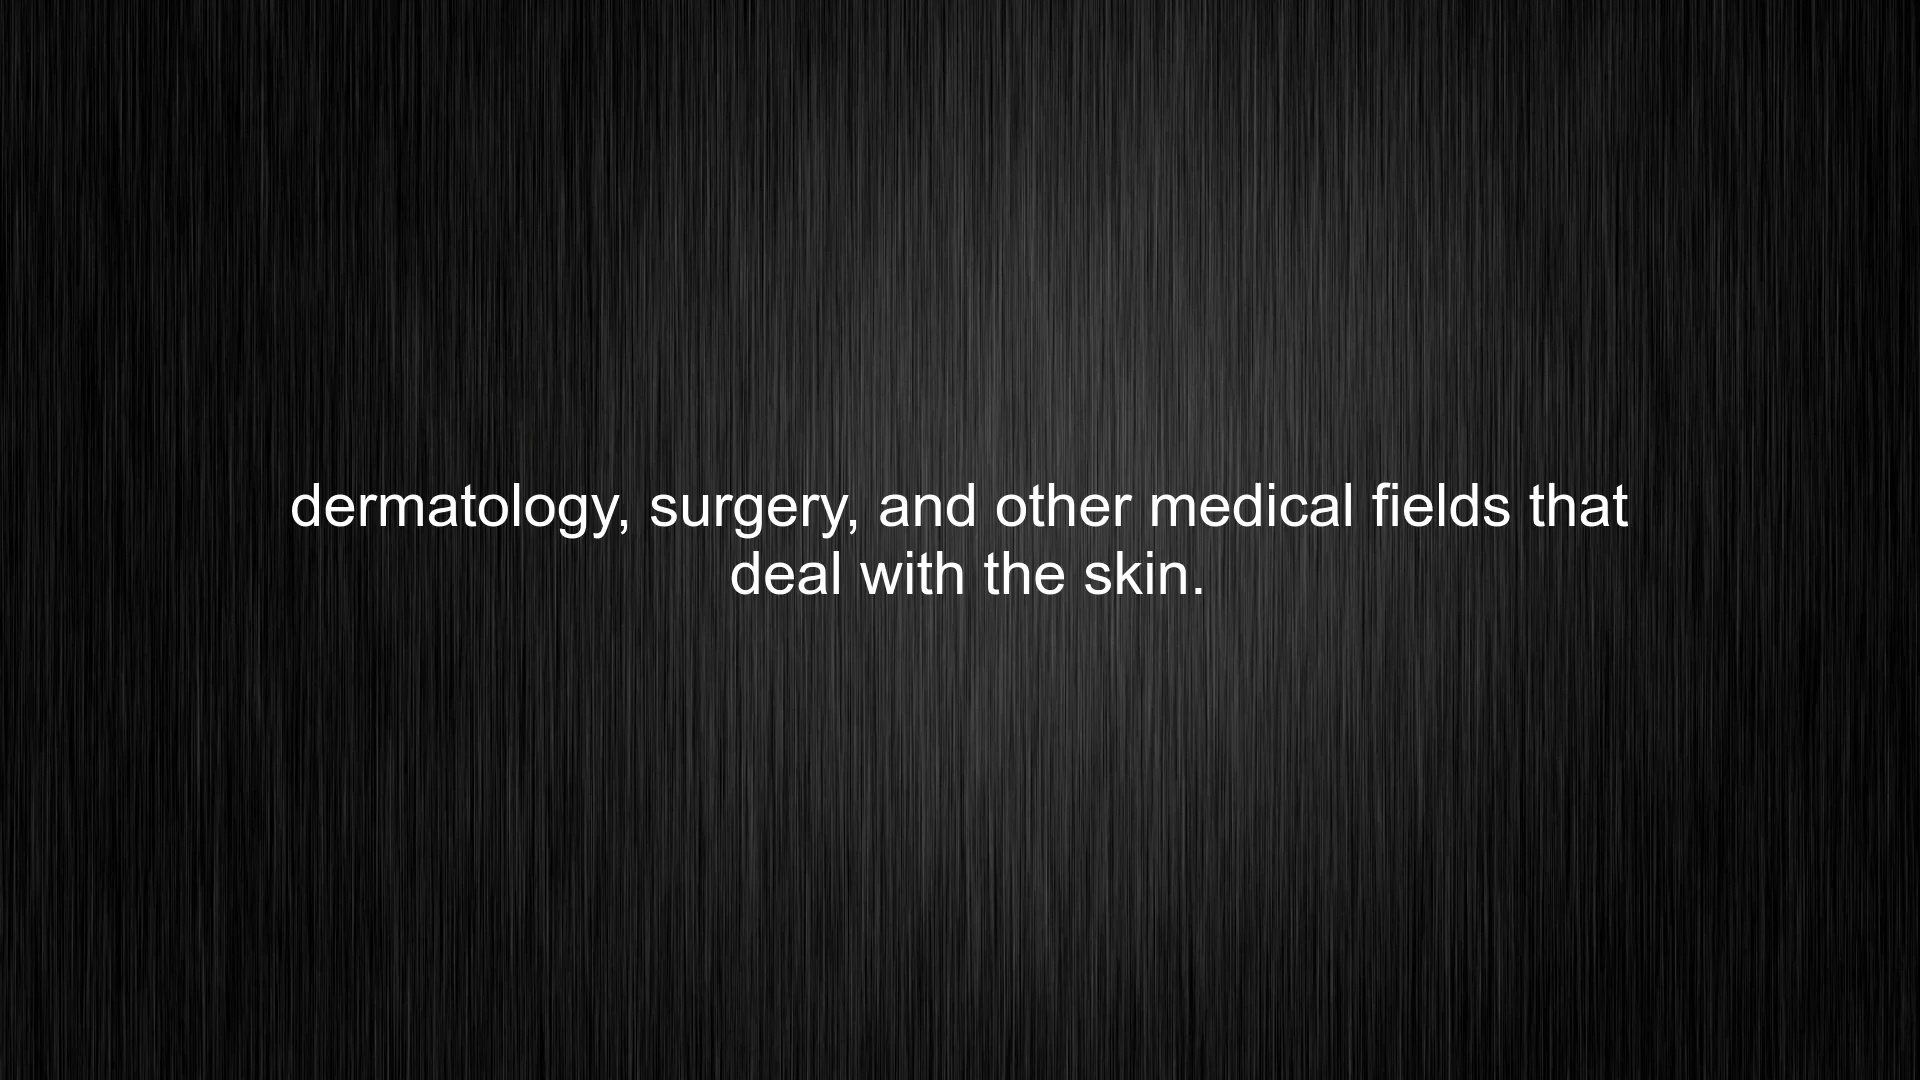 dermatology, surgery, and other medical fields that
deal with the skin.